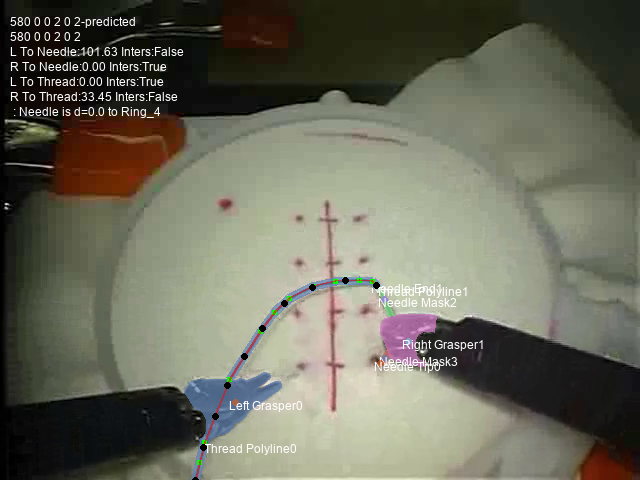 580 0 0 2 0 2-predicted
580 0 0 2 0 2
L To Needle:101.63 Inters:False
R To Needle:0.00 Inters:True
L To Thread:0.00 Inters:True
R To Thread:33.45 Inters:False
: Needle is d=0.0 to Ring_4
Needle End1
Thread Polyline1
Needle Mask2
Right Grasper1
Needle Mask3
Needle Tip0
Left Grasper0
Thread Polyline0